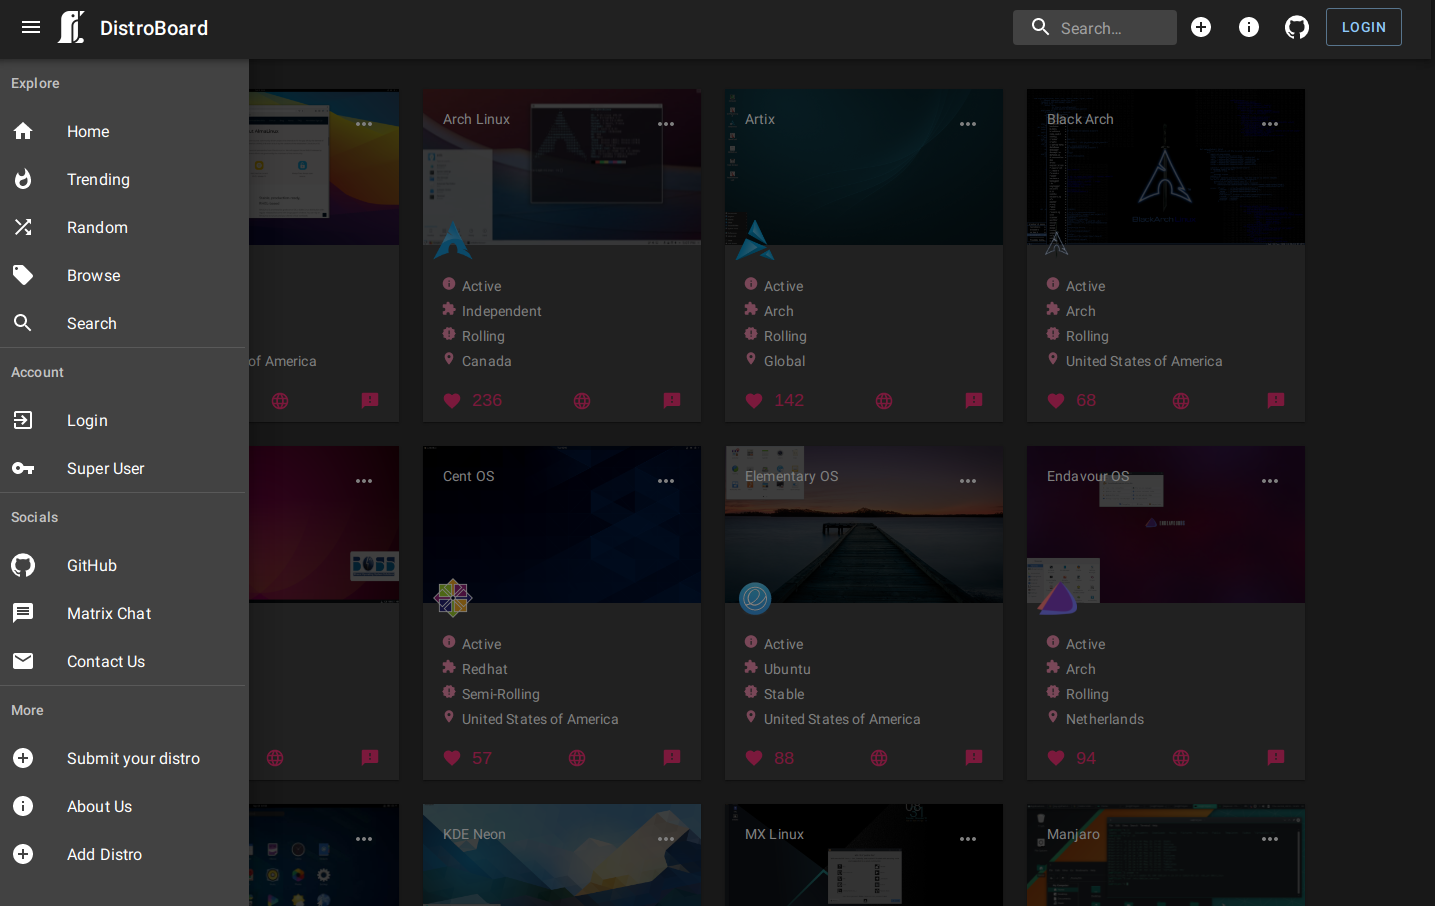 DistroBoard
Search...
LOGIN
Explore
Home
Trending
Random
Browse
Search
Account
Login
Super User
Socials
GitHub
Matrix Chat
Contact Us
More
Submit your distro
About Us
Add Distro
of America
Arch Linux
Active
Independent
Rolling
Canada
236
Artix
Active
Arch
Rolling
Global
142
Black Arch
Active
Arch
Rolling
United States of America
68
BOSS
Cent OS
Active
Redhat
Semi-Rolling
United States of America
57
Elementary OS
Active
Ubuntu
Stable
United States of America
88
Endavour OS
Active
Arch
Rolling
Netherlands
94
KDE Neon
MX Linux
Manjaro